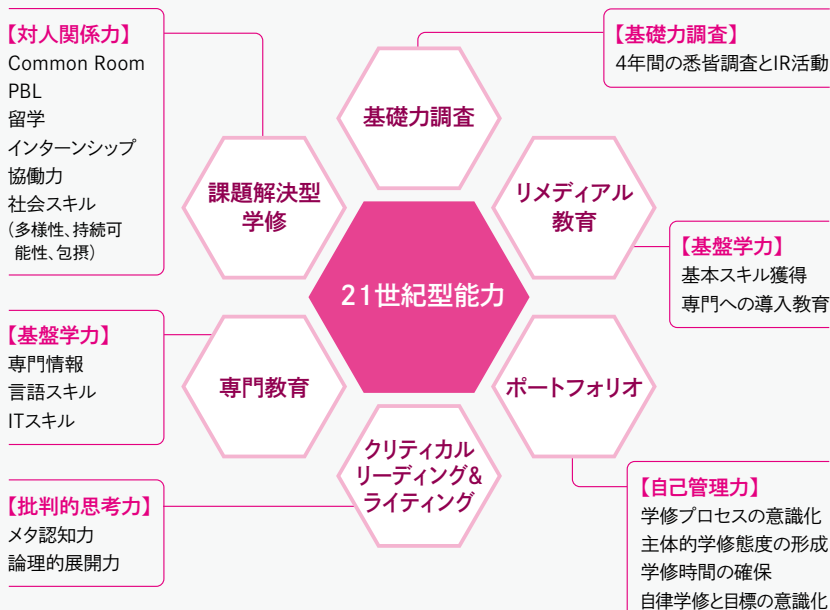 【対人関係力】
Common Room
PBL
留学
インターンシップ
協働力
社会スキル
(多様性、持続可
能性、包摂)
【基礎力調査】
4年間の悉皆調査とIR活動
基礎力調査
課題解決型
学修
リメディアル
教育
21世紀型能力
【基盤学力】
基本スキル獲得
専門への導入教育
【基盤学力】
専門情報
言語スキル
ITスキル
専門教育
ポートフォリオ
クリティカル
リーディング&
ライティング
【批判的思考力】
メタ認知力
論理的展開力
【自己管理力】
学修プロセスの意識化
主体的学修態度の形成
学修時間の確保
自律学修と目標の意識化